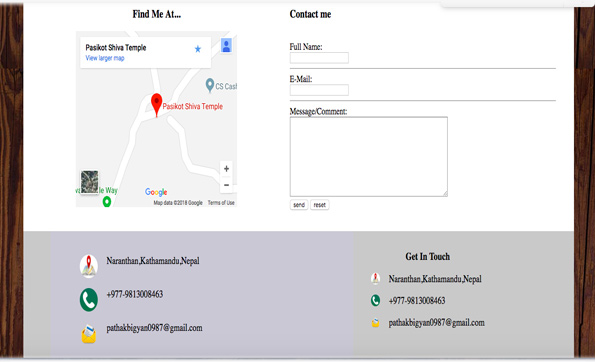 Find Me At...
Pasikot Shiva Temple
View larger map
CS Cash
Pasikot Shiva Temple
le Way
Google
Map data ©2018 Google
Terms of Use
Contact me
Full Name:
E-Mail:
Message/Comment:
send reset
Naranthan,Kathamandu,Nepal
+977-9813008463
pathakbigyan0987@gmail.com
Get In Touch
Naranthan,Kathamandu,Nepal
+977-9813008463
pathakbigyan0987@gmail.com